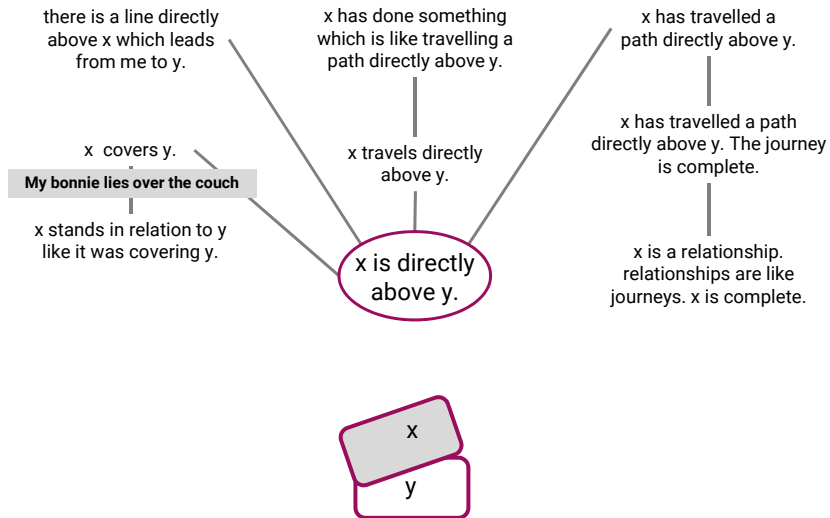 there is a line directly
above x which leads
from me to y.
x has done something
which is like travelling a
path directly above y.
x has travelled a
path directly above y.
x has travelled a path
directly above y. The journey
is complete.
x covers y.
x travels directly
above y.
My bonnie lies over the couch
x stands in relation to y
like it was covering y.
x is directly
above y.
x is a relationship.
relationships are like
journeys. x is complete.
x
y